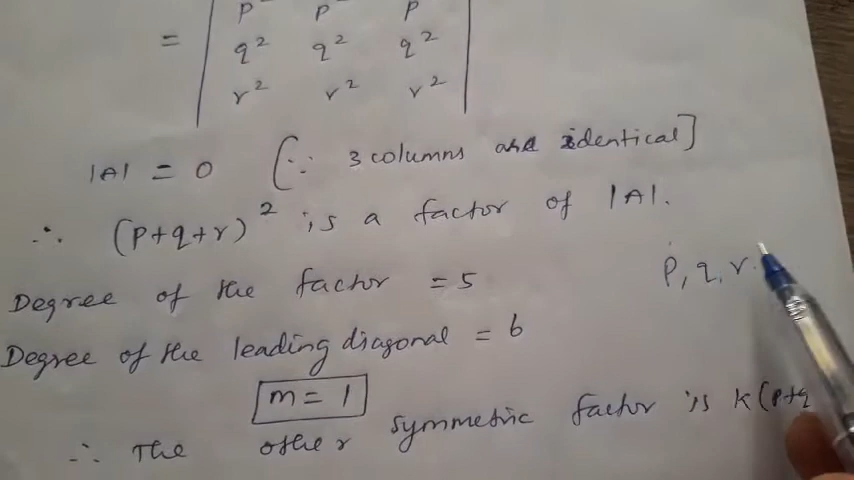 p p p
= q² q² q²
r² r² r²
|A| = 0 [∵ 3 columns are identical]
∴ (p+q+r)² is a factor of |A|.
p, q, r.
Degree of the factor = 5
Degree of the leading diagonal = 6
m = 1
∴ The other symmetric factor is k(p+q